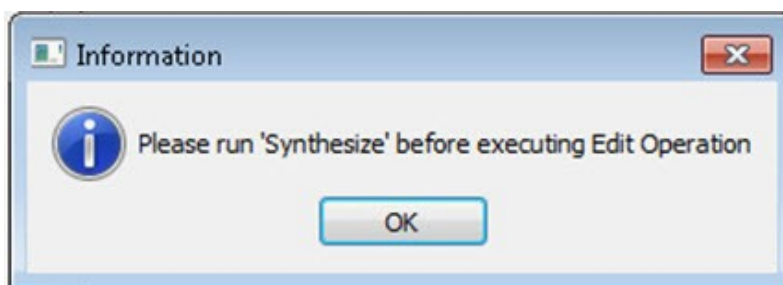 Information
Please run 'Synthesize' before executing Edit Operation
OK